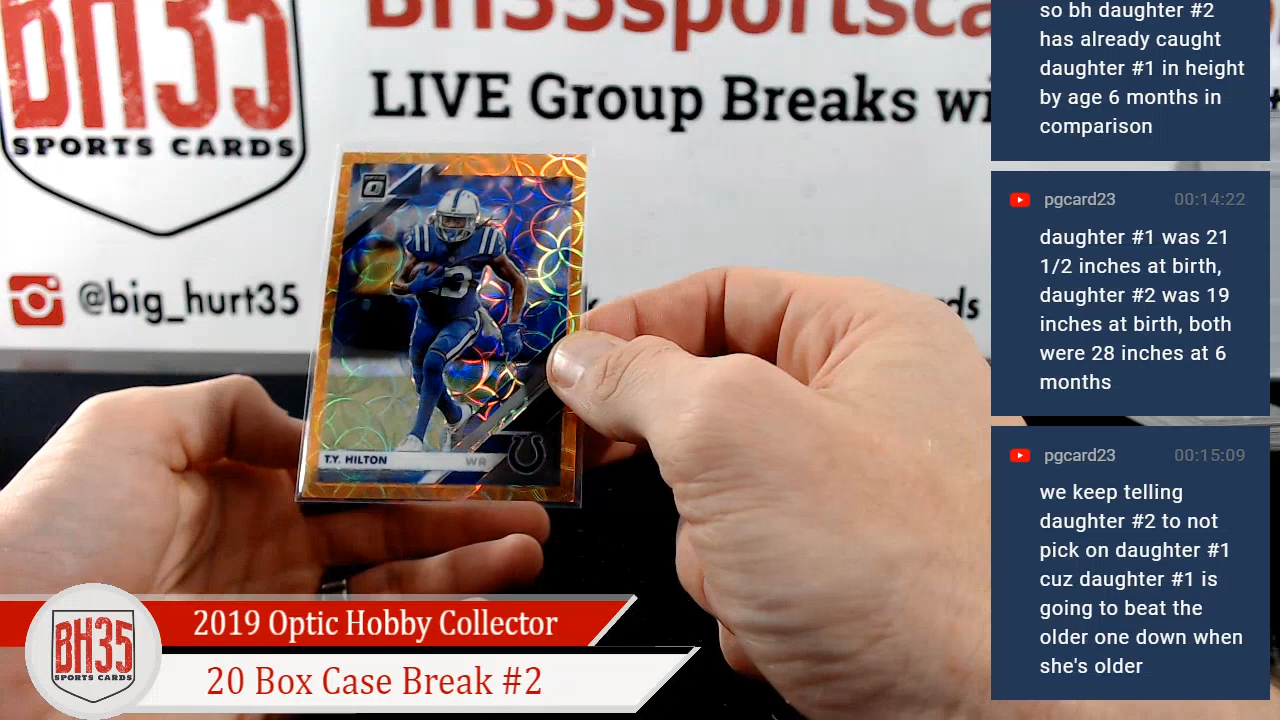 BH35
SPORTS CARDS
BH35sportsca
LIVE Group Breaks wi
@big_hurt35
ds
OPTIC
3
T.Y. HILTON
WR
BH35
SPORTS CARDS
2019 Optic Hobby Collector
20 Box Case Break #2
so bh daughter #2
has already caught
daughter #1 in height
by age 6 months in
comparison
pgcard23 00:14:22
daughter #1 was 21
1/2 inches at birth,
daughter #2 was 19
inches at birth, both
were 28 inches at 6
months
pgcard23 00:15:09
we keep telling
daughter #2 to not
pick on daughter #1
cuz daughter #1 is
going to beat the
older one down when
she's older